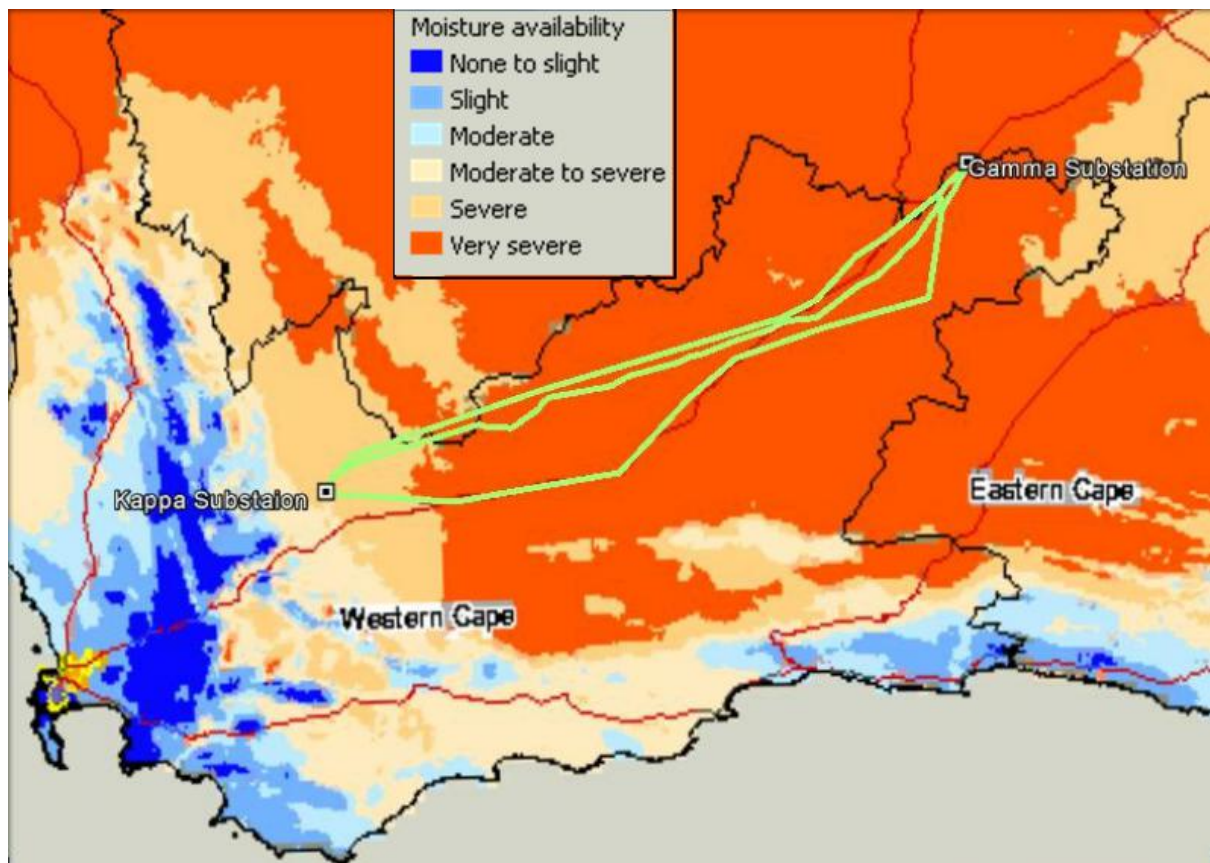 Moisture availability
None to slight
Slight
Moderate
Moderate to severe
Severe
Very severe
Gamma Substation
Kappa Substaion
Eastern Cape
Western Cape